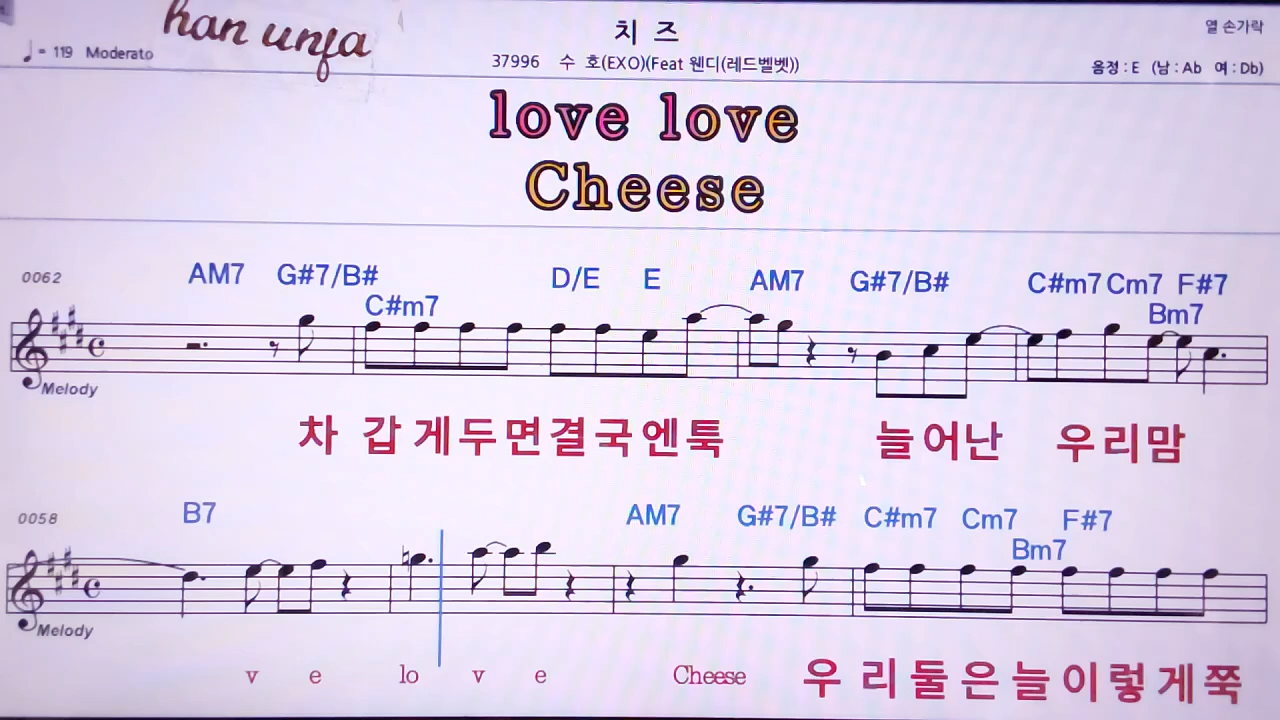 han unja
치 즈
열 손가락
♩= 119 Moderato
37996 수 호(EXO)(Feat 웬디(레드벨벳))
음정 : E (남 : Ab 여 : Db)
love love
Cheese
0062
AM7 G#7/B# C#m7 D/E E AM7 G#7/B# C#m7 Cm7 F#7 Bm7
Melody
차 갑게두면결국엔툭 늘어난 우리맘
0058
B7 AM7 G#7/B# C#m7 Cm7 F#7 Bm7
Melody
v e lo v e Cheese 우 리둘은늘이렇게쭉